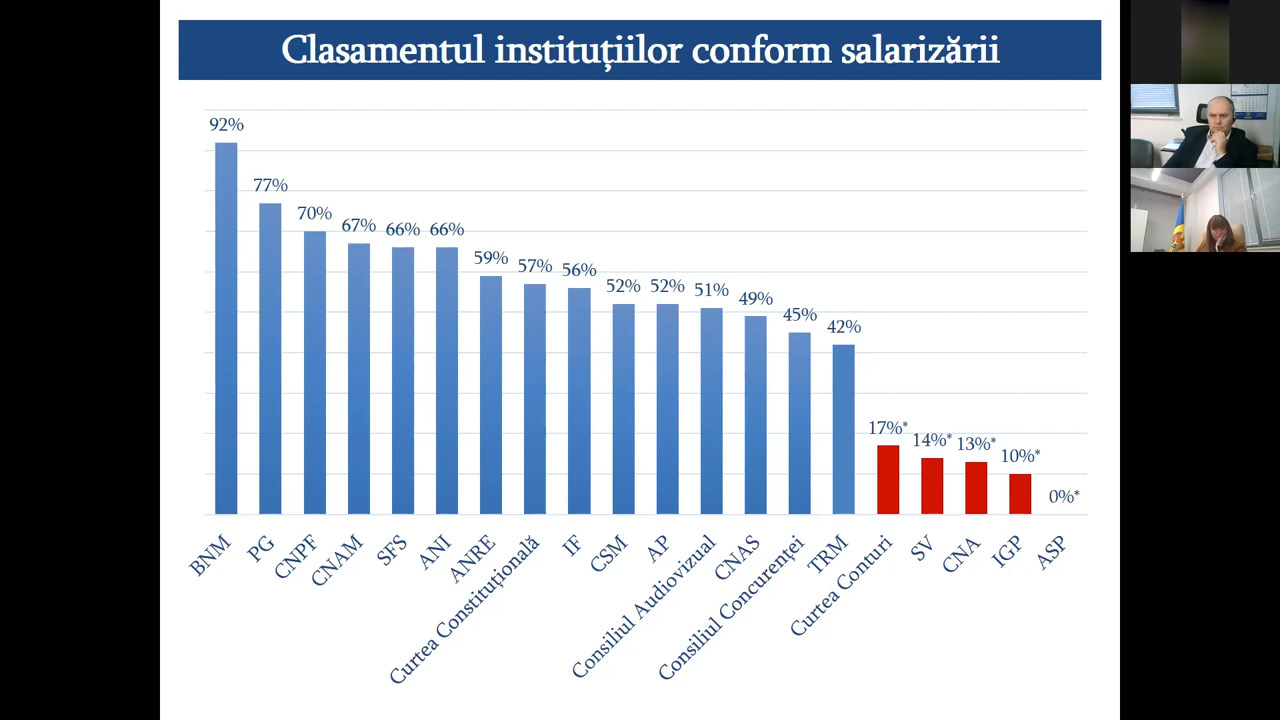 Clasamentul instituțiilor conform salarizării
92%
77%
70%
67%
66%
66%
59%
57%
56%
52%
52%
51%
49%
45%
42%
17%*
14%*
13%*
10%*
0%*
BNM
PG
CNPF
CNAM
SFS
ANI
ANRE
Curtea Constituțională
IF
CSM
AP
Consiliul Audiovizual
CNAS
Consiliul Concurenței
TRM
Curtea Conturi
SV
CNA
IGP
ASP